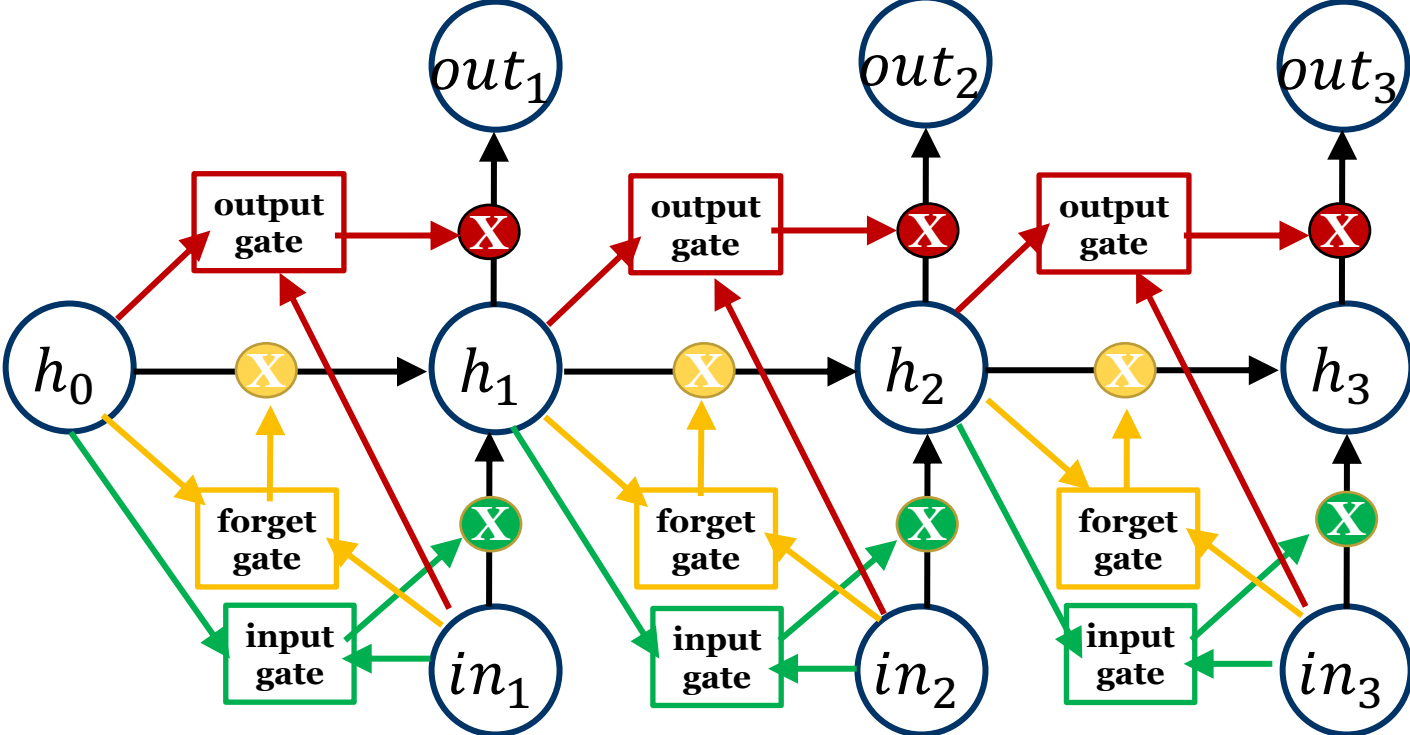 out₁ out₂ out₃
output
gate
X
output
gate
X
output
gate
X
h₀ X h₁ X h₂ X h₃
forget
gate
X
forget
gate
X
forget
gate
X
input
gate
in₁
input
gate
in₂
input
gate
in₃